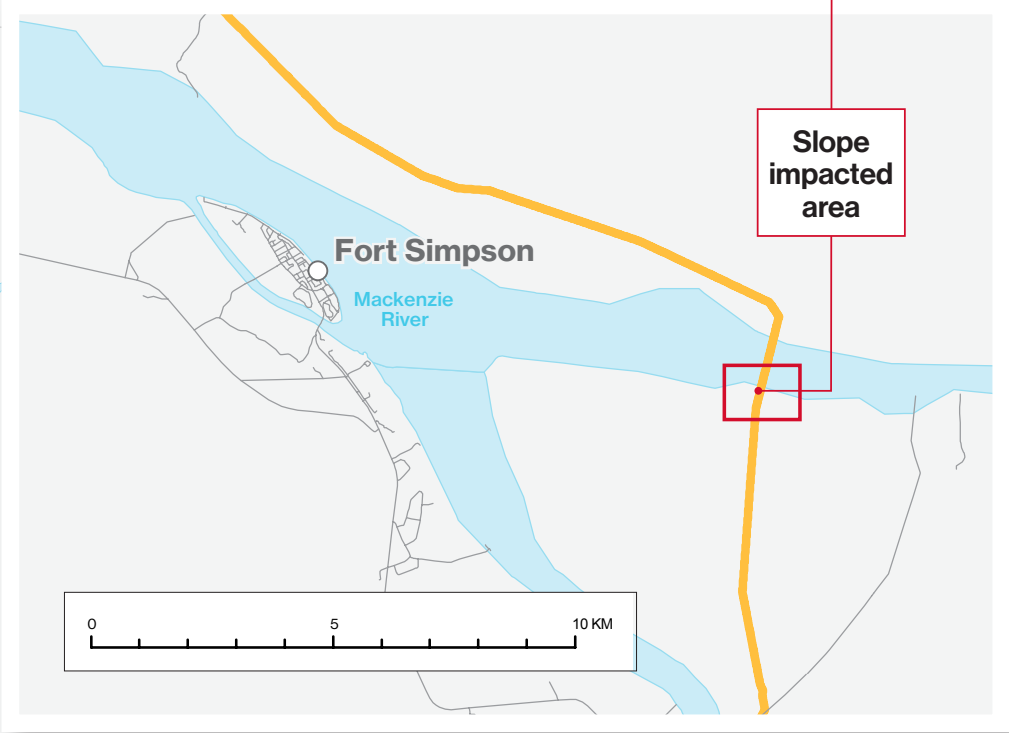 Slope
impacted
area
Fort Simpson
Mackenzie
River
0 5 10 KM